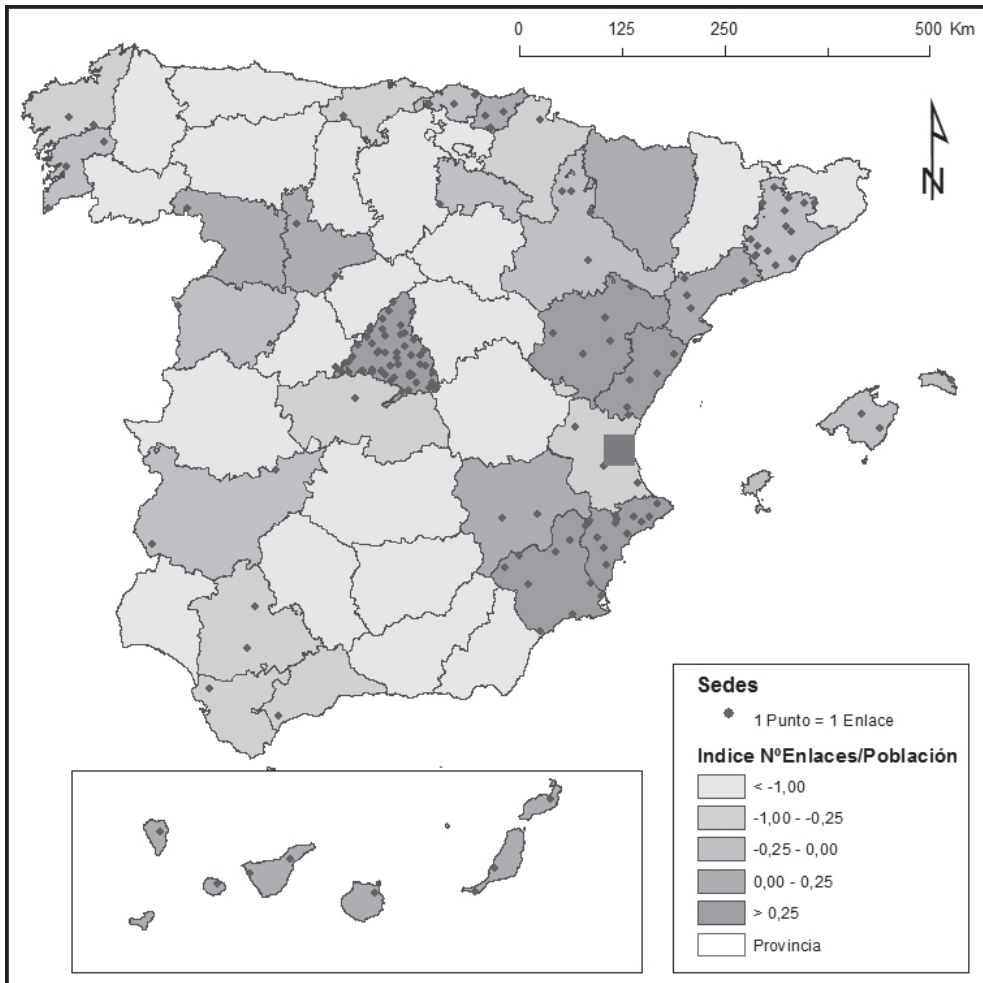 0 125 250 500 Km
N
Sedes
1 Punto = 1 Enlace
Indice NºEnlaces/Población
< -1,00
-1,00 - -0,25
-0,25 - 0,00
0,00 - 0,25
> 0,25
Provincia